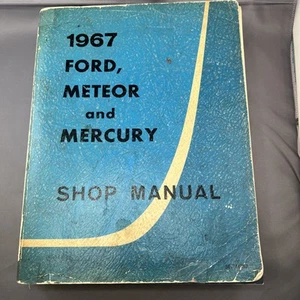 1967
FORD,
METEOR
and
MERCURY
SHOP MANUAL